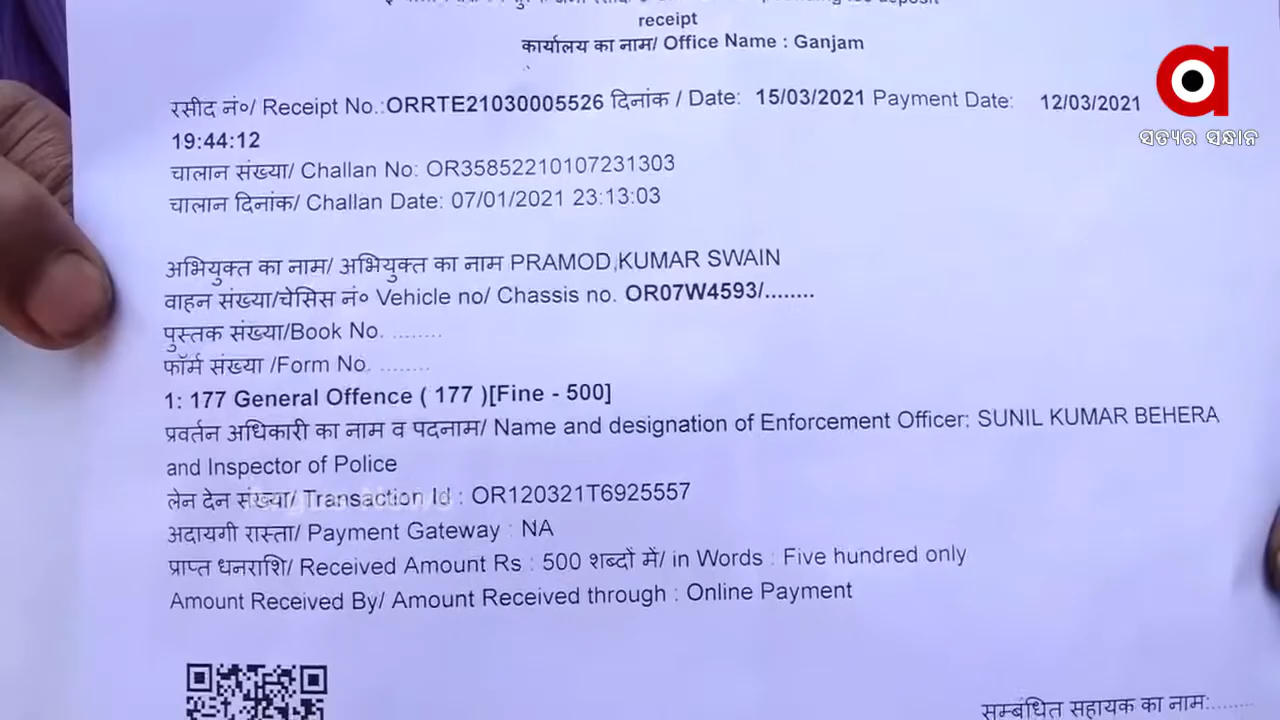 receipt
कार्यालय का नाम/ Office Name : Ganjam
रसीद नं०/ Receipt No.:ORRTE21030005526 दिनांक / Date: 15/03/2021 Payment Date: 12/03/2021
19:44:12
चालान संख्या/ Challan No: OR35852210107231303
चालान दिनांक/ Challan Date: 07/01/2021 23:13:03
अभियुक्त का नाम/ अभियुक्त का नाम PRAMOD,KUMAR SWAIN
वाहन संख्या/चेसिस नं० Vehicle no/ Chassis no. OR07W4593/........
पुस्तक संख्या/Book No. ........
फॉर्म संख्या /Form No. ........
1: 177 General Offence ( 177 )[Fine - 500]
प्रवर्तन अधिकारी का नाम व पदनाम/ Name and designation of Enforcement Officer: SUNIL KUMAR BEHERA
and Inspector of Police
लेन देन संख्या/ Transaction Id : OR120321T6925557
अदायगी रास्ता/ Payment Gateway : NA
प्राप्त धनराशि/ Received Amount Rs : 500 शब्दों में/ in Words : Five hundred only
Amount Received By/ Amount Received through : Online Payment
सम्बंधित सहायक का नाम:........
a
ସତ୍ୟର ସନ୍ଧାନ